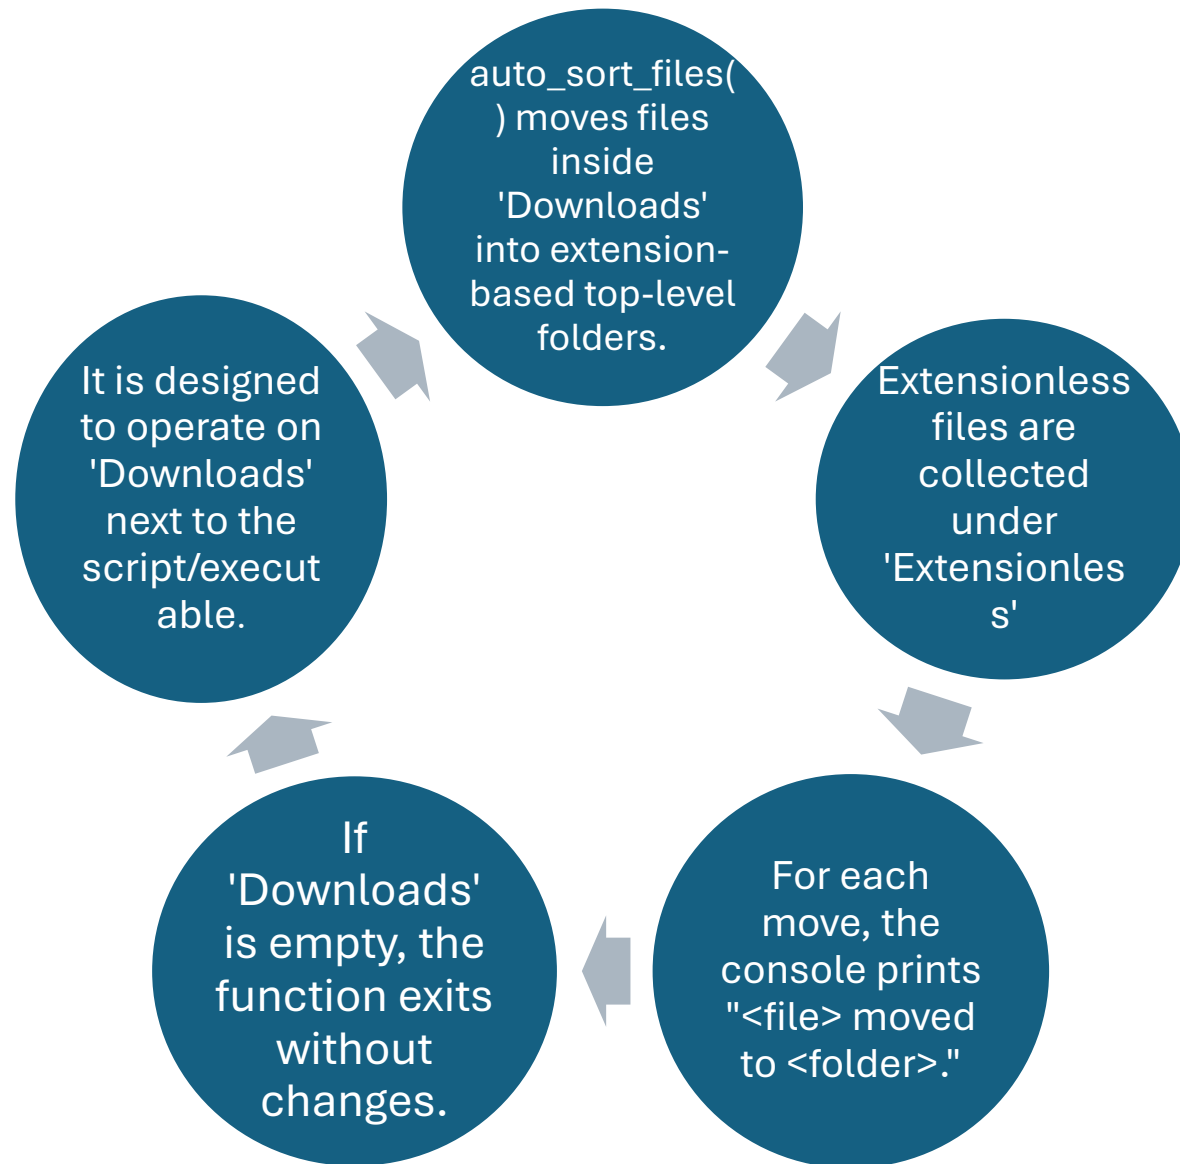 auto_sort_files(
) moves files
inside
'Downloads'
into extension-
based top-level
folders.
Extensionless
files are
collected
under
'Extensionles
s'
For each
move, the
console prints
"<file> moved
to <folder>."
If
'Downloads'
is empty, the
function exits
without
changes.
It is designed
to operate on
'Downloads'
next to the
script/execut
able.